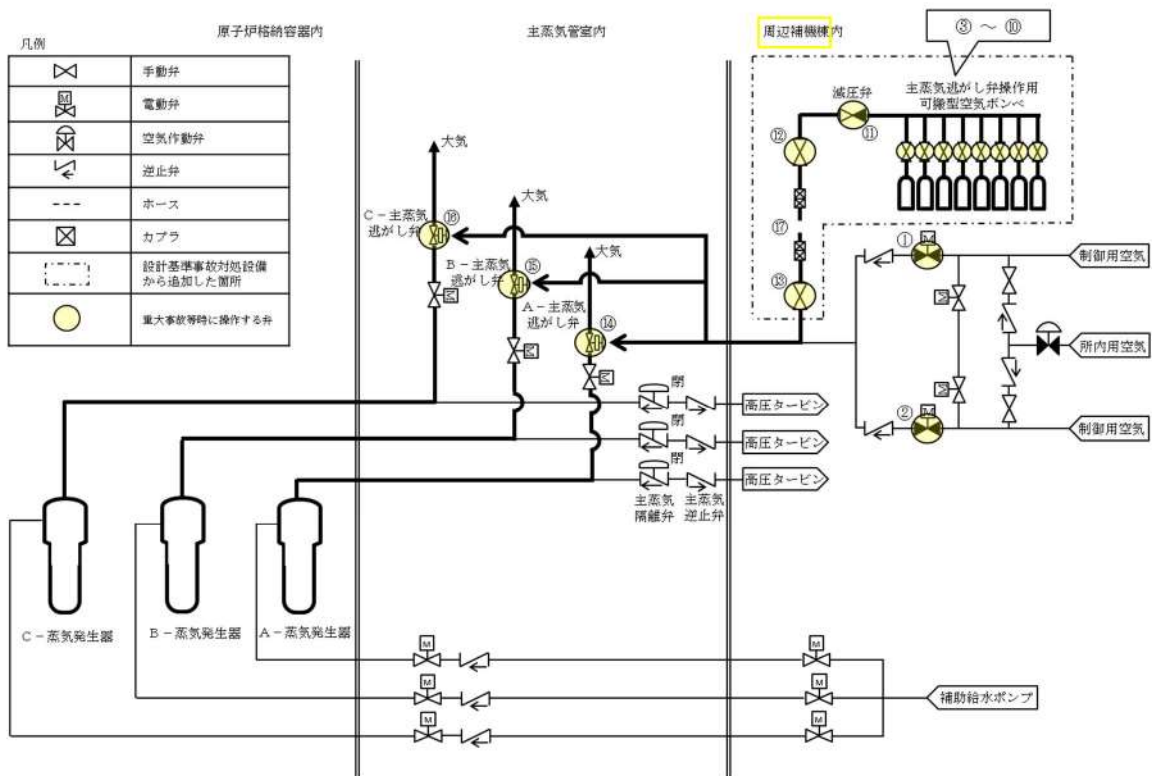 凡例
手動弁
電動弁
空気作動弁
逆止弁
ホース
カプラ
設計基準事故対処設備
から追加した箇所
重大事故等時に操作する弁
原子炉格納容器内
主蒸気管室内
周辺補機棟内
③ ～ ⑩
主蒸気逃がし弁操作用
可搬型空気ボンベ
減圧弁
⑪
⑫
⑰
⑬
大気
C－主蒸気
逃がし弁
⑯
大気
B－主蒸気
逃がし弁
⑮
大気
A－主蒸気
逃がし弁
⑭
M
M
M
①
M
制御用空気
M
所内用空気
M
②
M
制御用空気
閉
高圧タービン
閉
高圧タービン
閉
高圧タービン
主蒸気
隔離弁
主蒸気
逆止弁
C－蒸気発生器
B－蒸気発生器
A－蒸気発生器
M
M
M
M
M
M
補助給水ポンプ